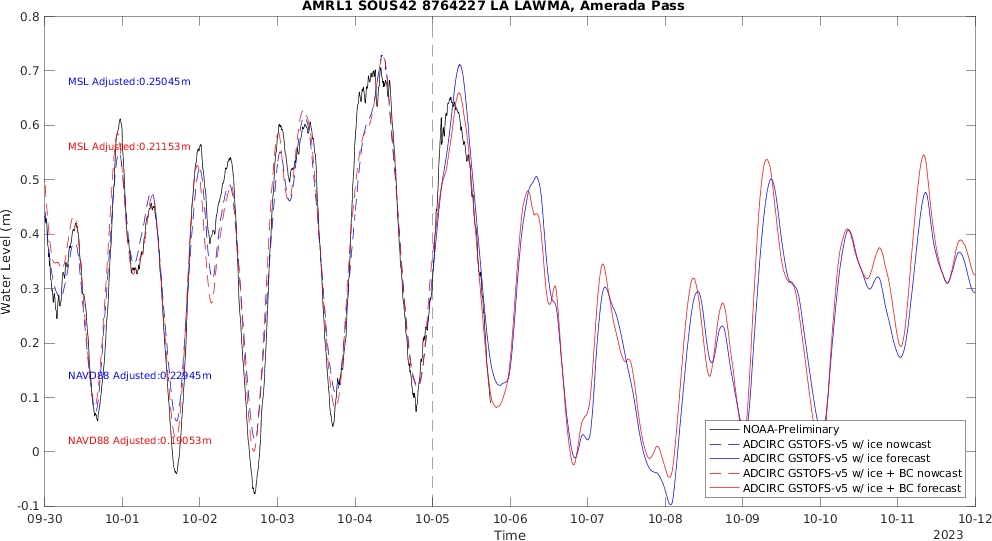 AMRL1 SOUS42 8764227 LA LAWMA, Amerada Pass
0.8
0.7
0.6
0.5
0.4
0.3
0.2
0.1
0
-0.1
Water Level (m)
MSL Adjusted:0.25045m
MSL Adjusted:0.21153m
NAVD88 Adjusted:0.22945m
NAVD88 Adjusted:0.19053m
NOAA-Preliminary
ADCIRC GSTOFS-v5 w/ ice nowcast
ADCIRC GSTOFS-v5 w/ ice forecast
ADCIRC GSTOFS-v5 w/ ice + BC nowcast
ADCIRC GSTOFS-v5 w/ ice + BC forecast
09-30 10-01 10-02 10-03 10-04 10-05 10-06 10-07 10-08 10-09 10-10 10-11 10-12
Time
2023